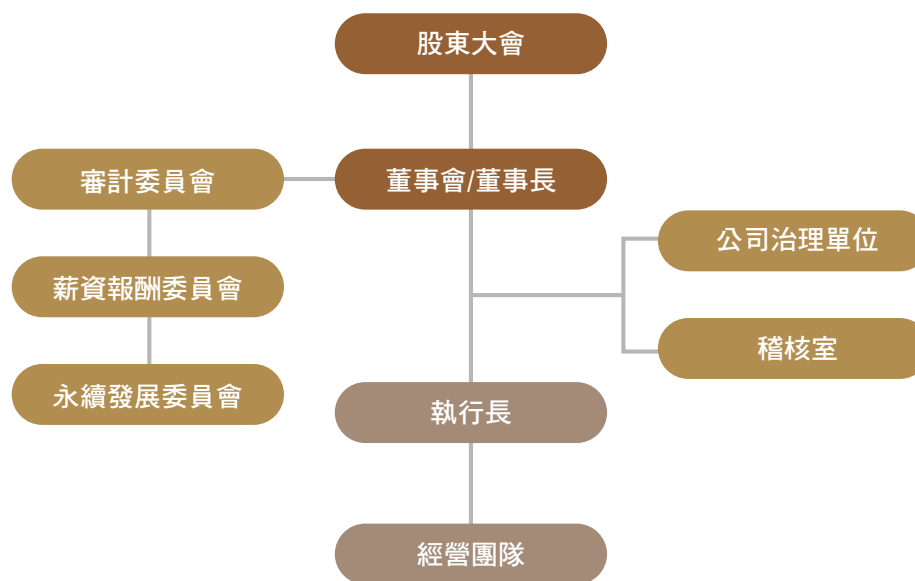 股東大會
審計委員會
董事會/董事長
公司治理單位
薪資報酬委員會
稽核室
永續發展委員會
執行長
經營團隊